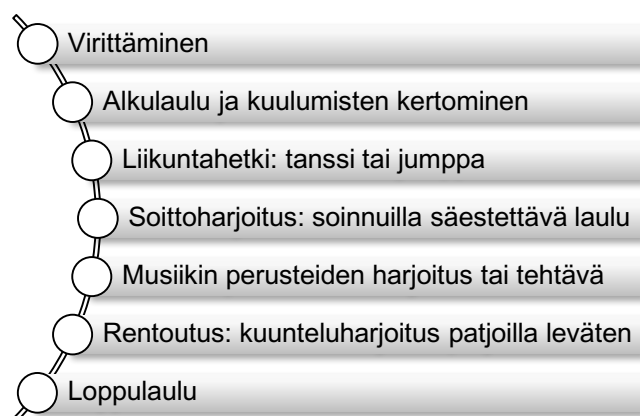 Virittäminen
Alkulaulu ja kuulumisten kertominen
Liikuntahetki: tanssi tai jumppa
Soittoharjoitus: soinnuilla säestettävä laulu
Musiikin perusteiden harjoitus tai tehtävä
Rentoutus: kuunteluharjoitus patjoilla leväten
Loppulaulu